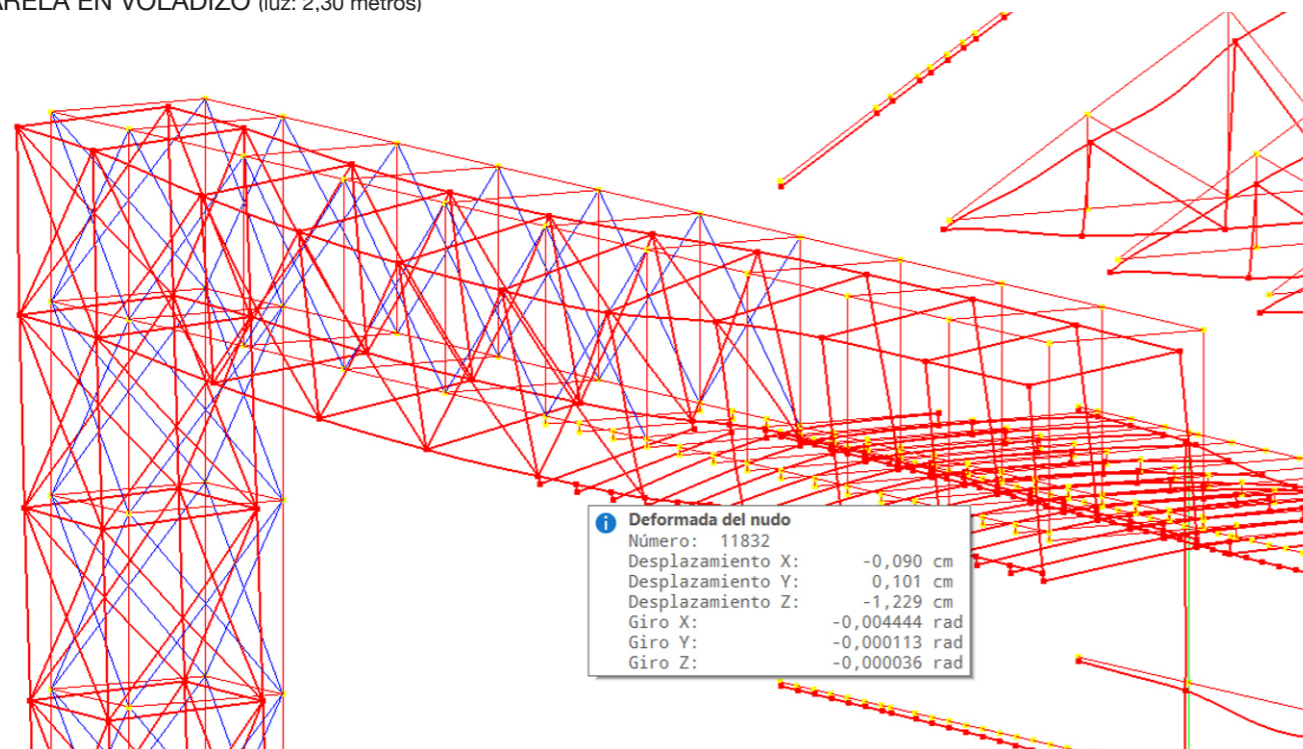 ARELA EN VOLADIZO (luz: 2,30 metros)
Deformada del nudo
Número: 11832
Desplazamiento X: -0,090 cm
Desplazamiento Y: 0,101 cm
Desplazamiento Z: -1,229 cm
Giro X: -0,004444 rad
Giro Y: -0,000113 rad
Giro Z: -0,000036 rad